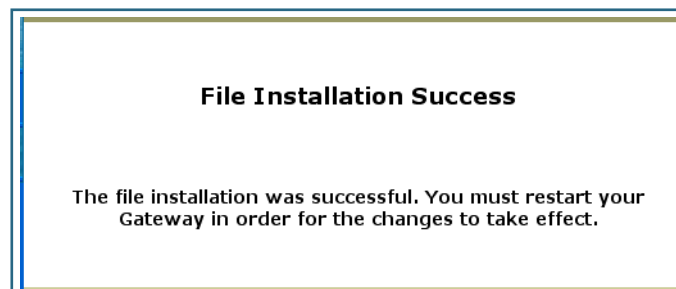 File Installation Success
The file installation was successful. You must restart your
Gateway in order for the changes to take effect.